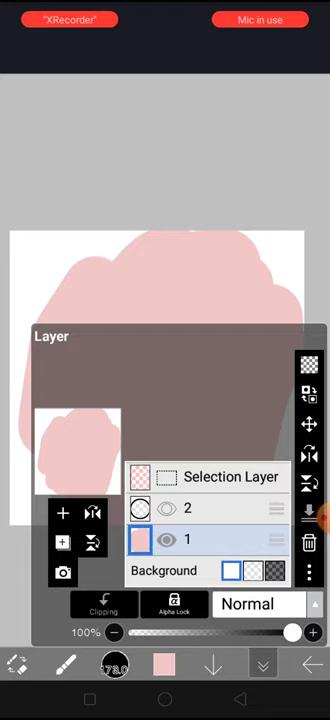 "XRecorder"
Mic in use
Layer
Selection Layer
2
1
Background
Clipping
Alpha Lock
Normal
100%
178.0